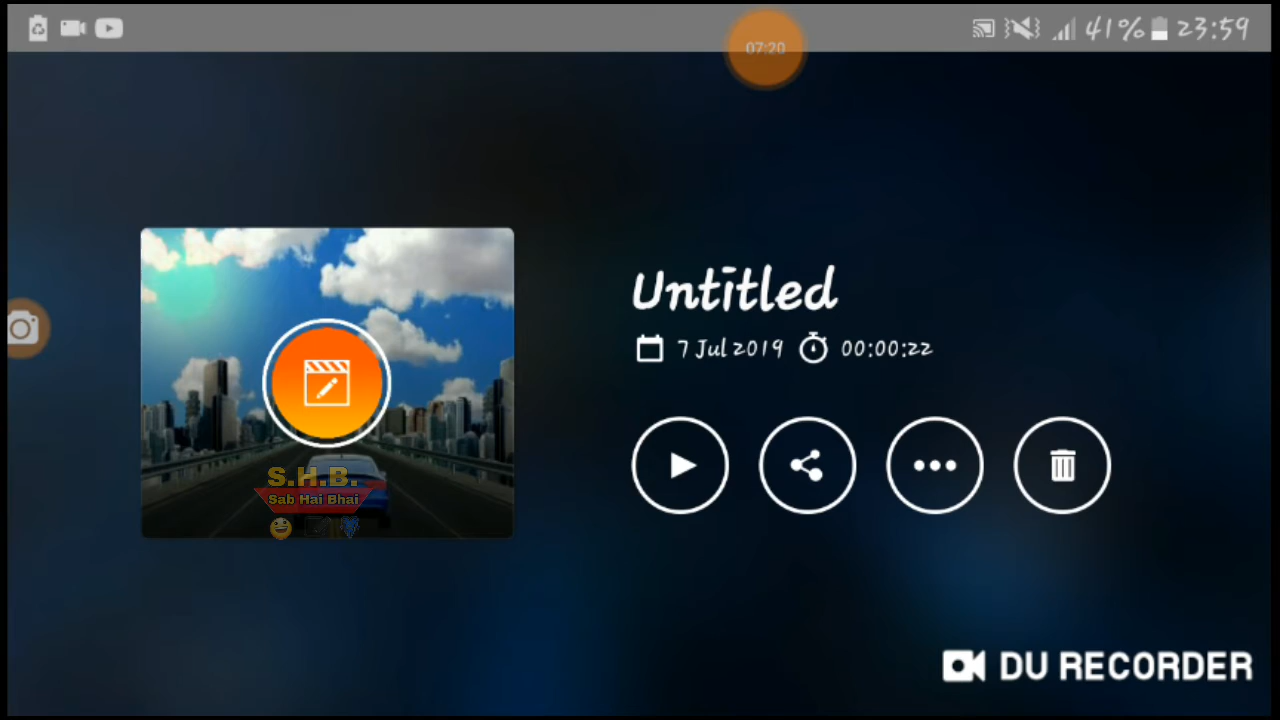 07:20
41% 23:59
Untitled
7 Jul 2019 00:00:22
S.H.B.
Sab Hai Bhai
DU RECORDER